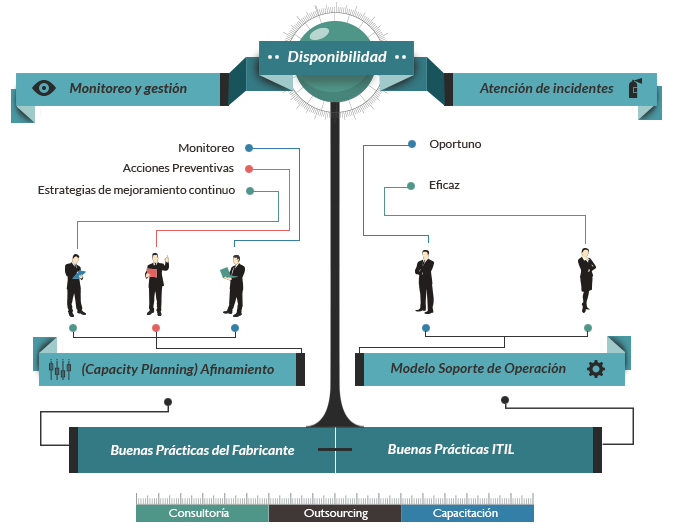 Disponibilidad
Monitoreo y gestión
Atención de incidentes
Monitoreo
Acciones Preventivas
Estrategias de mejoramiento continuo
Oportuno
Eficaz
(Capacity Planning) Afinamiento
Modelo Soporte de Operación
Buenas Prácticas del Fabricante
Buenas Prácticas ITIL
Consultoría
Outsourcing
Capacitación